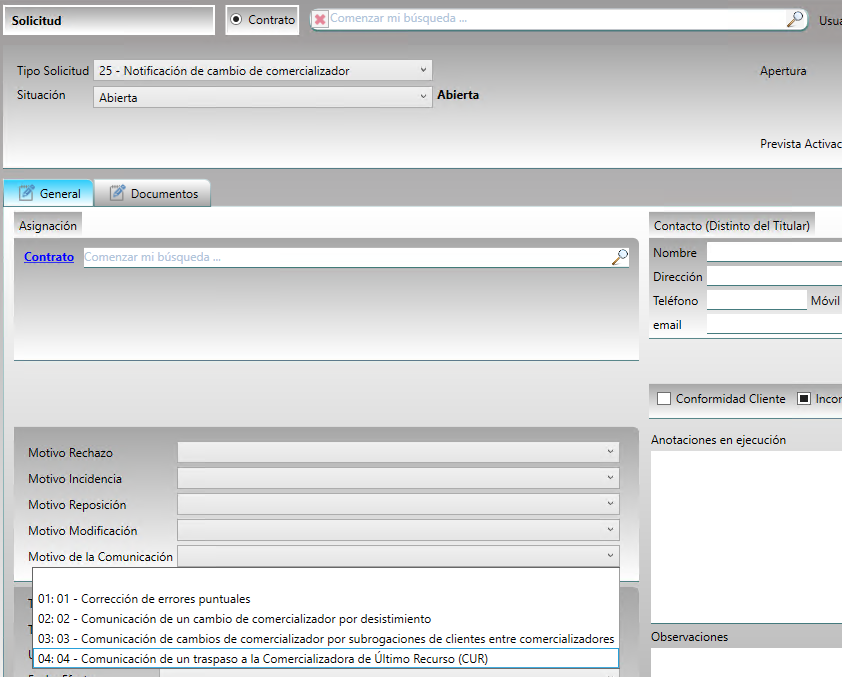 Solicitud
Contrato
Comenzar mi búsqueda ...
Tipo Solicitud
25 - Notificación de cambio de comercializador
Apertura
Situación
Abierta
Abierta
General
Documentos
Asignación
Contrato
Comenzar mi búsqueda ...
Contacto (Distinto del Titular)
Nombre
Dirección
Teléfono
Móvil
email
Conformidad Cliente
Motivo Rechazo
Anotaciones en ejecución
Motivo Incidencia
Motivo Reposición
Motivo Modificación
Motivo de la Comunicación
01: 01 - Corrección de errores puntuales
02: 02 - Comunicación de un cambio de comercializador por desistimiento
03: 03 - Comunicación de cambios de comercializador por subrogaciones de clientes entre comercializadores
04: 04 - Comunicación de un traspaso a la Comercializadora de Último Recurso (CUR)
Observaciones